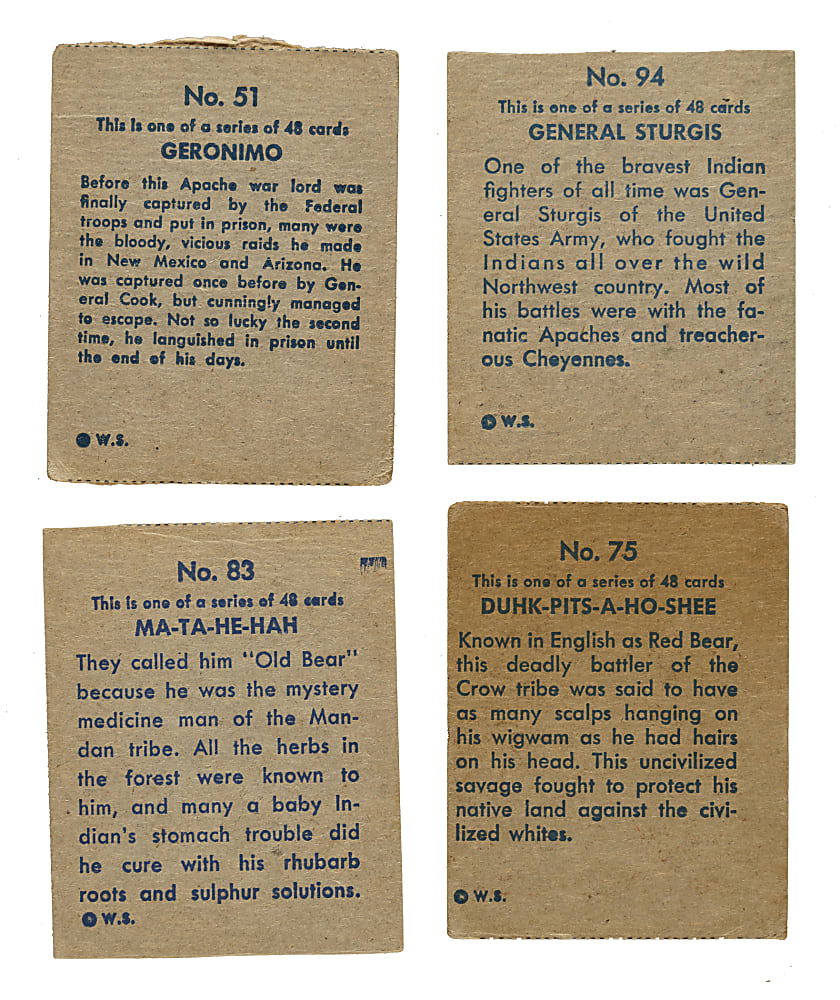 No. 51
This is one of a series of 48 cards
GERONIMO
Before this Apache war lord was
finally captured by the Federal
troops and put in prison, many were
the bloody, vicious raids he made
in New Mexico and Arizona. He
was captured once before by Gen-
eral Cook, but cunningly managed
to escape. Not so lucky the second
time, he languished in prison until
the end of his days.
W.S.
No. 94
This is one of a series of 48 cards
GENERAL STURGIS
One of the bravest Indian
fighters of all time was Gen-
eral Sturgis of the United
States Army, who fought the
Indians all over the wild
Northwest country. Most of
his battles were with the fa-
natic Apaches and treacher-
ous Cheyennes.
W.S.
No. 83
This is one of a series of 48 cards
MA-TA-HE-HAH
They called him "Old Bear"
because he was the mystery
medicine man of the Man-
dan tribe. All the herbs in
the forest were known to
him, and many a baby In-
dian's stomach trouble did
he cure with his rhubarb
roots and sulphur solutions.
W.S.
No. 75
This is one of a series of 48 cards
DUHK-PITS-A-HO-SHEE
Known in English as Red Bear,
this deadly battler of the
Crow tribe was said to have
as many scalps hanging on
his wigwam as he had hairs
on his head. This uncivilized
savage fought to protect his
native land against the civi-
lized whites.
W.S.